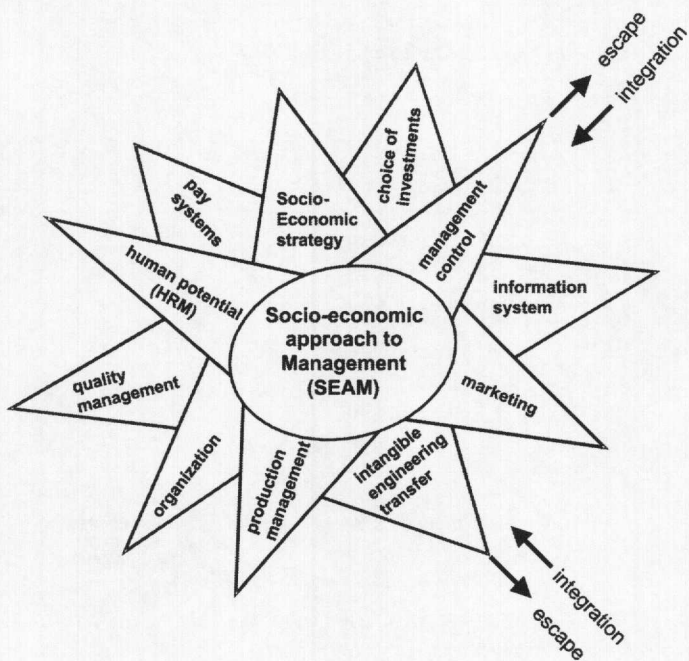 escape
integration
choice of
investments
pay
systems
Socio-
Economic
strategy
management
control
human potential
(HRM)
information
system
Socio-economic
approach to
Management
(SEAM)
quality
management
marketing
organization
production
management
intangible
engineering
transfer
integration
escape